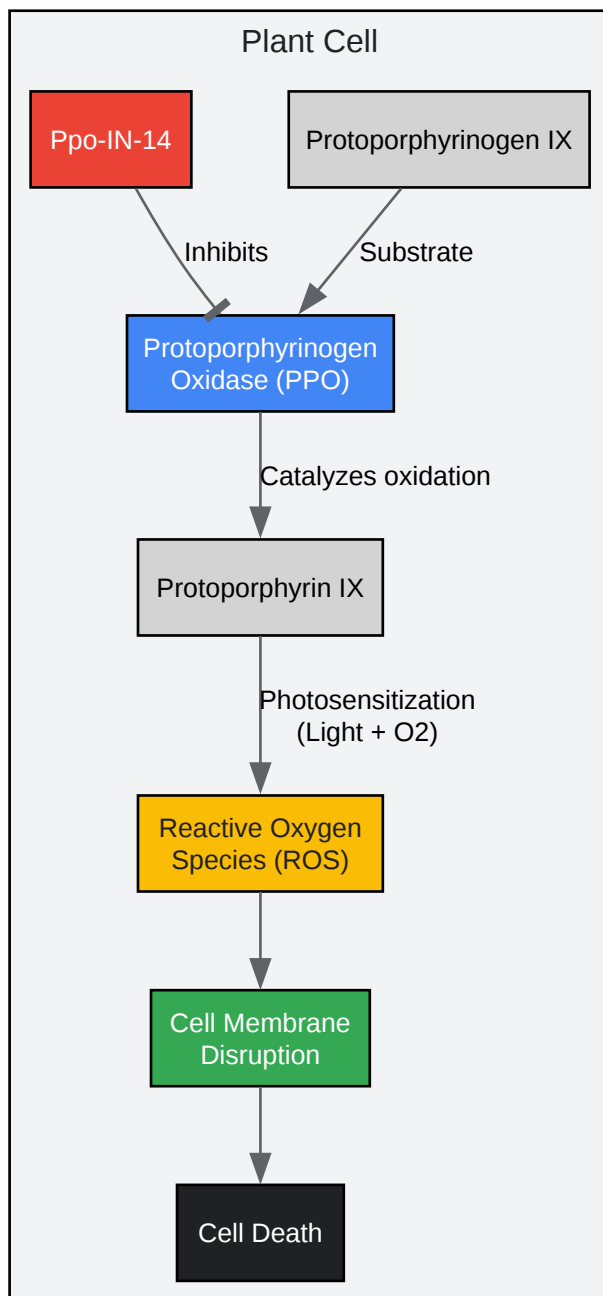 Plant Cell
Ppo-IN-14
Protoporphyrinogen IX
Inhibits
Substrate
Protoporphyrinogen
Oxidase (PPO)
Catalyzes oxidation
Protoporphyrin IX
Photosensitization
(Light + O2)
Reactive Oxygen
Species (ROS)
Cell Membrane
Disruption
Cell Death